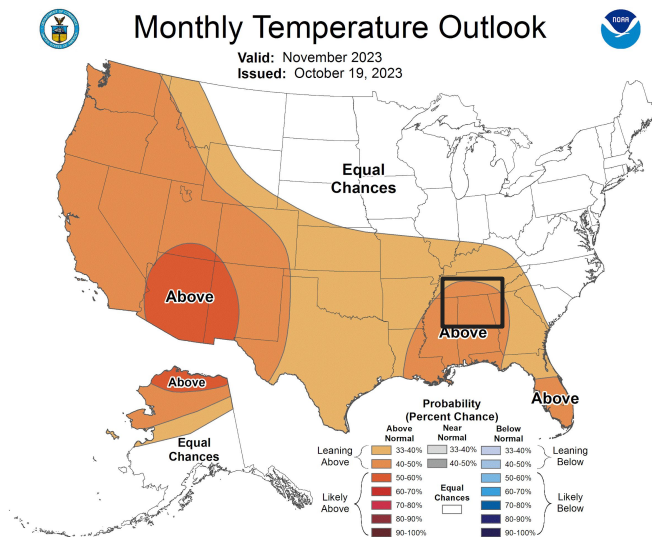 Monthly Temperature Outlook
NOAA
Valid: November 2023
Issued: October 19, 2023
Equal
Chances
Above
Above
Above
Above
Equal
Chances
Probability
(Percent Chance)
Above
Normal
Near
Normal
Below
Normal
Leaning
Above
33-40%
40-50%
33-40%
40-50%
33-40%
40-50%
Leaning
Below
Likely
Above
50-60%
60-70%
70-80%
80-90%
90-100%
Equal
Chances
50-60%
60-70%
70-80%
80-90%
90-100%
Likely
Below